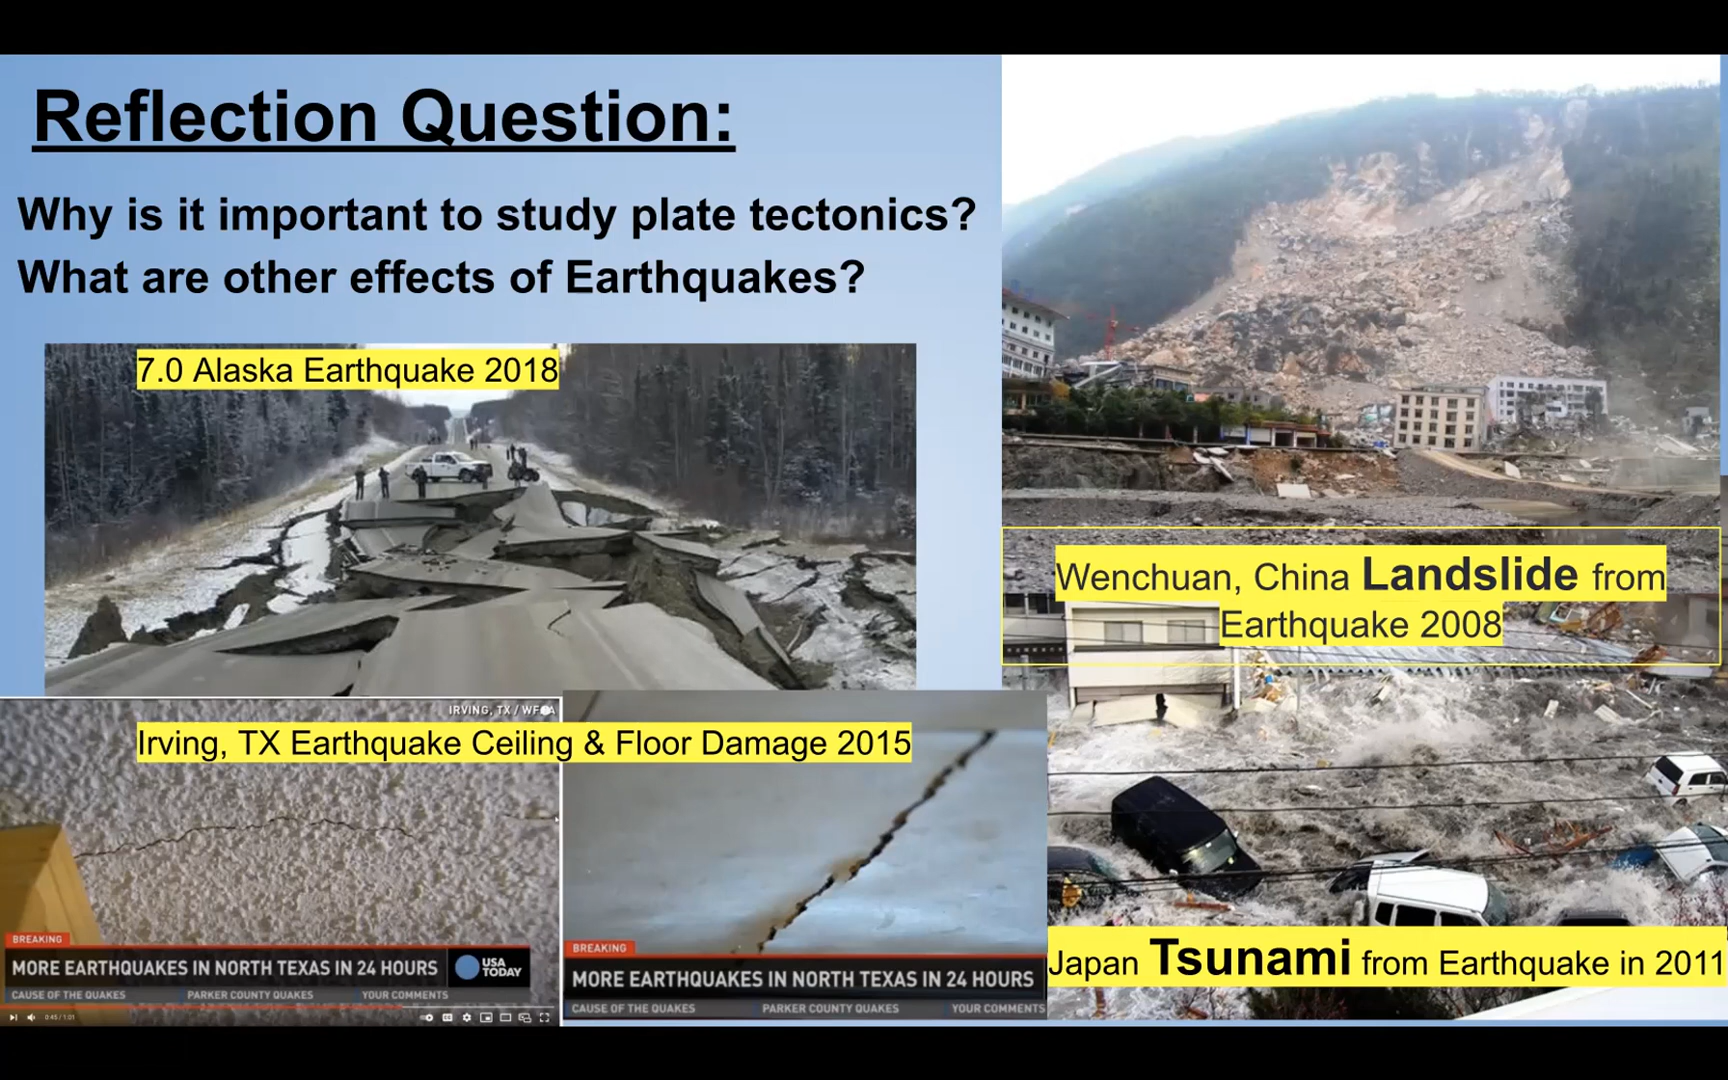 Reflection Question:
Why is it important to study plate tectonics?
What are other effects of Earthquakes?
7.0 Alaska Earthquake 2018
Wenchuan, China Landslide from
Earthquake 2008
IRVING, TX / WFAA
Irving, TX Earthquake Ceiling & Floor Damage 2015
BREAKING
MORE EARTHQUAKES IN NORTH TEXAS IN 24 HOURS
USA
TODAY
CAUSE OF THE QUAKES PARKER COUNTY QUAKES YOUR COMMENTS
0:45 / 1:01
BREAKING
MORE EARTHQUAKES IN NORTH TEXAS IN 24 HOURS
CAUSE OF THE QUAKES PARKER COUNTY QUAKES YOUR COMMENTS
Japan Tsunami from Earthquake in 2011